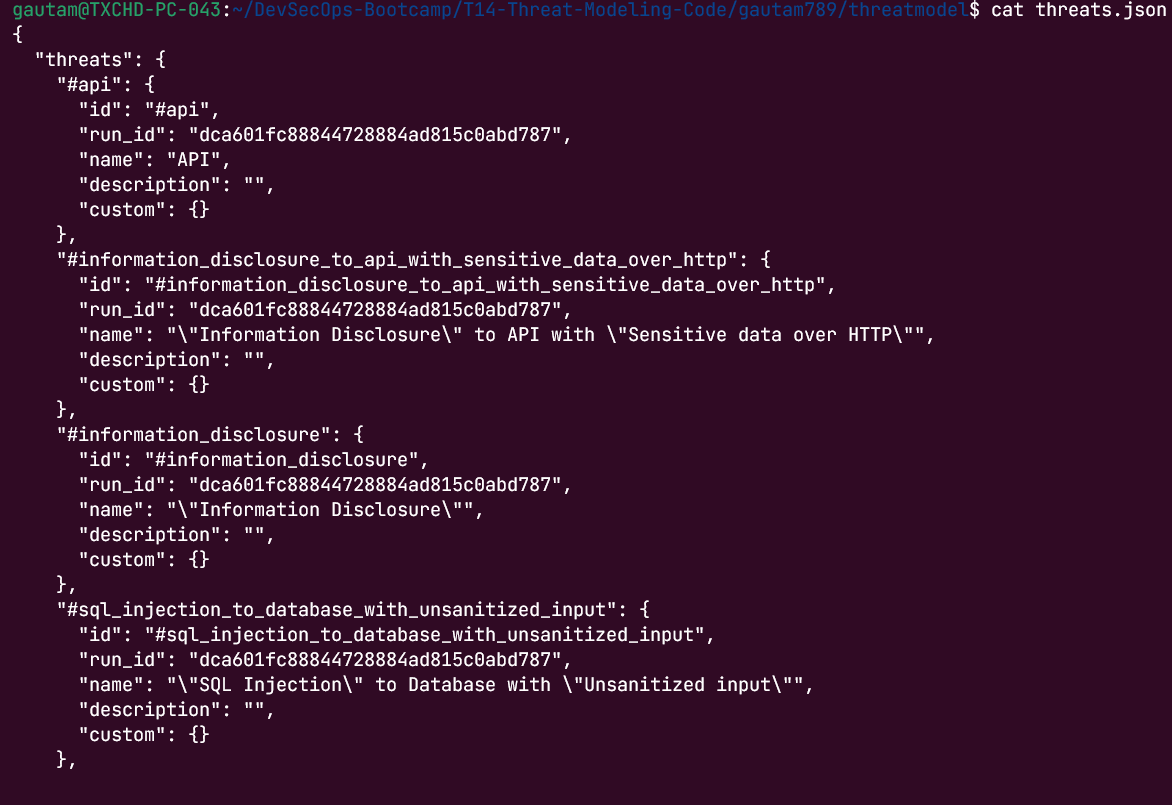 gautam@TXCHD-PC-043:~/DevSecOps-Bootcamp/T14-Threat-Modeling-Code/gautam789/threatmodel$ cat threats.json
{
  "threats": {
    "#api": {
      "id": "#api",
      "run_id": "dca601fc88844728884ad815c0abd787",
      "name": "API",
      "description": "",
      "custom": {}
    },
    "#information_disclosure_to_api_with_sensitive_data_over_http": {
      "id": "#information_disclosure_to_api_with_sensitive_data_over_http",
      "run_id": "dca601fc88844728884ad815c0abd787",
      "name": "\"Information Disclosure\" to API with \"Sensitive data over HTTP\"",
      "description": "",
      "custom": {}
    },
    "#information_disclosure": {
      "id": "#information_disclosure",
      "run_id": "dca601fc88844728884ad815c0abd787",
      "name": "\"Information Disclosure\"",
      "description": "",
      "custom": {}
    },
    "#sql_injection_to_database_with_unsanitized_input": {
      "id": "#sql_injection_to_database_with_unsanitized_input",
      "run_id": "dca601fc88844728884ad815c0abd787",
      "name": "\"SQL Injection\" to Database with \"Unsanitized input\"",
      "description": "",
      "custom": {}
    },